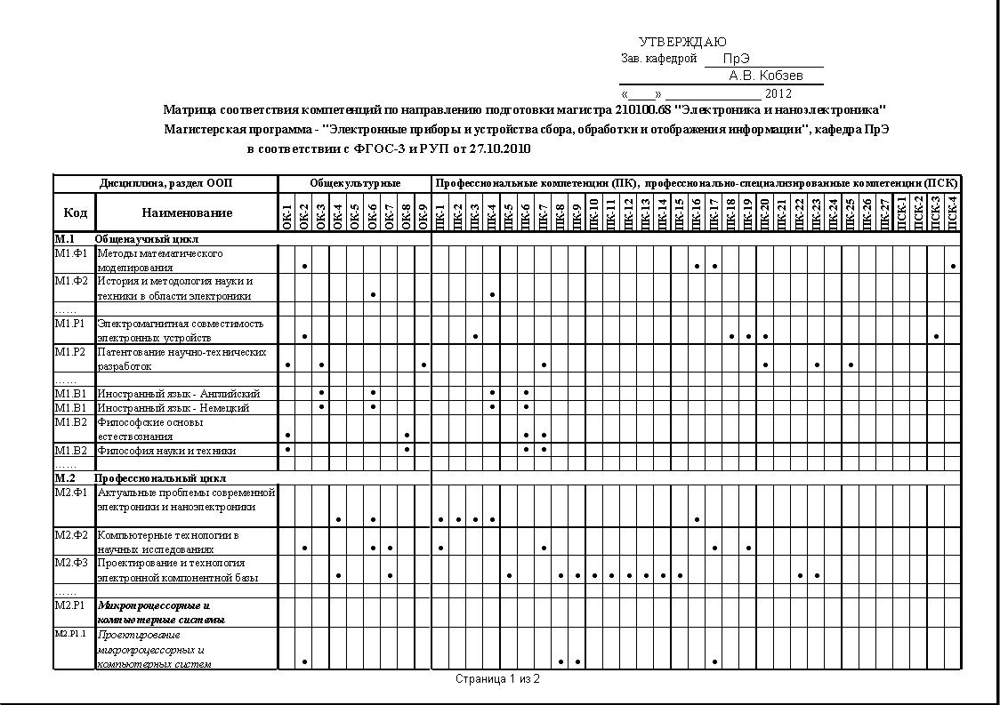 УТВЕРЖДАЮ
Зав. кафедрой ПрЭ
А.В. Кобзев
«____» ________________ 2012
Матрица соответствия компетенций по направлению подготовки магистра 210100.68 "Электроника и наноэлектроника"
Магистерская программа - "Электронные приборы и устройства сбора, обработки и отображения информации", кафедра ПрЭ
в соответствии с ФГОС-3 и РУП от 27.10.2010
Дисциплина, раздел ООП Общекультурные Профессиональные компетенции (ПК), профессионально-специализированные компетенции (ПСК)
Код Наименование ОК-1 ОК-2 ОК-3 ОК-4 ОК-5 ОК-6 ОК-7 ОК-8 ОК-9 ПК-1 ПК-2 ПК-3 ПК-4 ПК-5 ПК-6 ПК-7 ПК-8 ПК-9 ПК-10 ПК-11 ПК-12 ПК-13 ПК-14 ПК-15 ПК-16 ПК-17 ПК-18 ПК-19 ПК-20 ПК-21 ПК-22 ПК-23 ПК-24 ПК-25 ПК-26 ПК-27 ПСК-1 ПСК-2 ПСК-3 ПСК-4
М.1 Общенаучный цикл
М1.Ф1 Методы математического
моделирования • • • •
М1.Ф2 История и методология науки и
техники в области электроники • •
......
М1.Р1 Электромагнитная совместимость
электронных устройств • • • • • •
М1.Р2 Патентование научно-технических
разработок • • • • • • •
......
М1.В1 Иностранный язык - Английский • • • •
М1.В1 Иностранный язык - Немецкий • • • •
М1.В2 Философские основы
естествознания • • • •
М1.В2 Философия науки и техники • • • •
......
М.2 Профессиональный цикл
М2.Ф1 Актуальные проблемы современной
электроники и наноэлектроники
• • • • • • •
М2.Ф2 Компьютерные технологии в
научных исследованиях • • • • • • •
М2.Ф3 Проектирование и технология
электронной компонентной базы • • • • • • • • • • • • •
......
М2.Р1 Микропроцессорные и
компьютерные системы
М2.Р1.1 Проектирование
микропроцессорных и
компьютерных систем • • • •
Страница 1 из 2